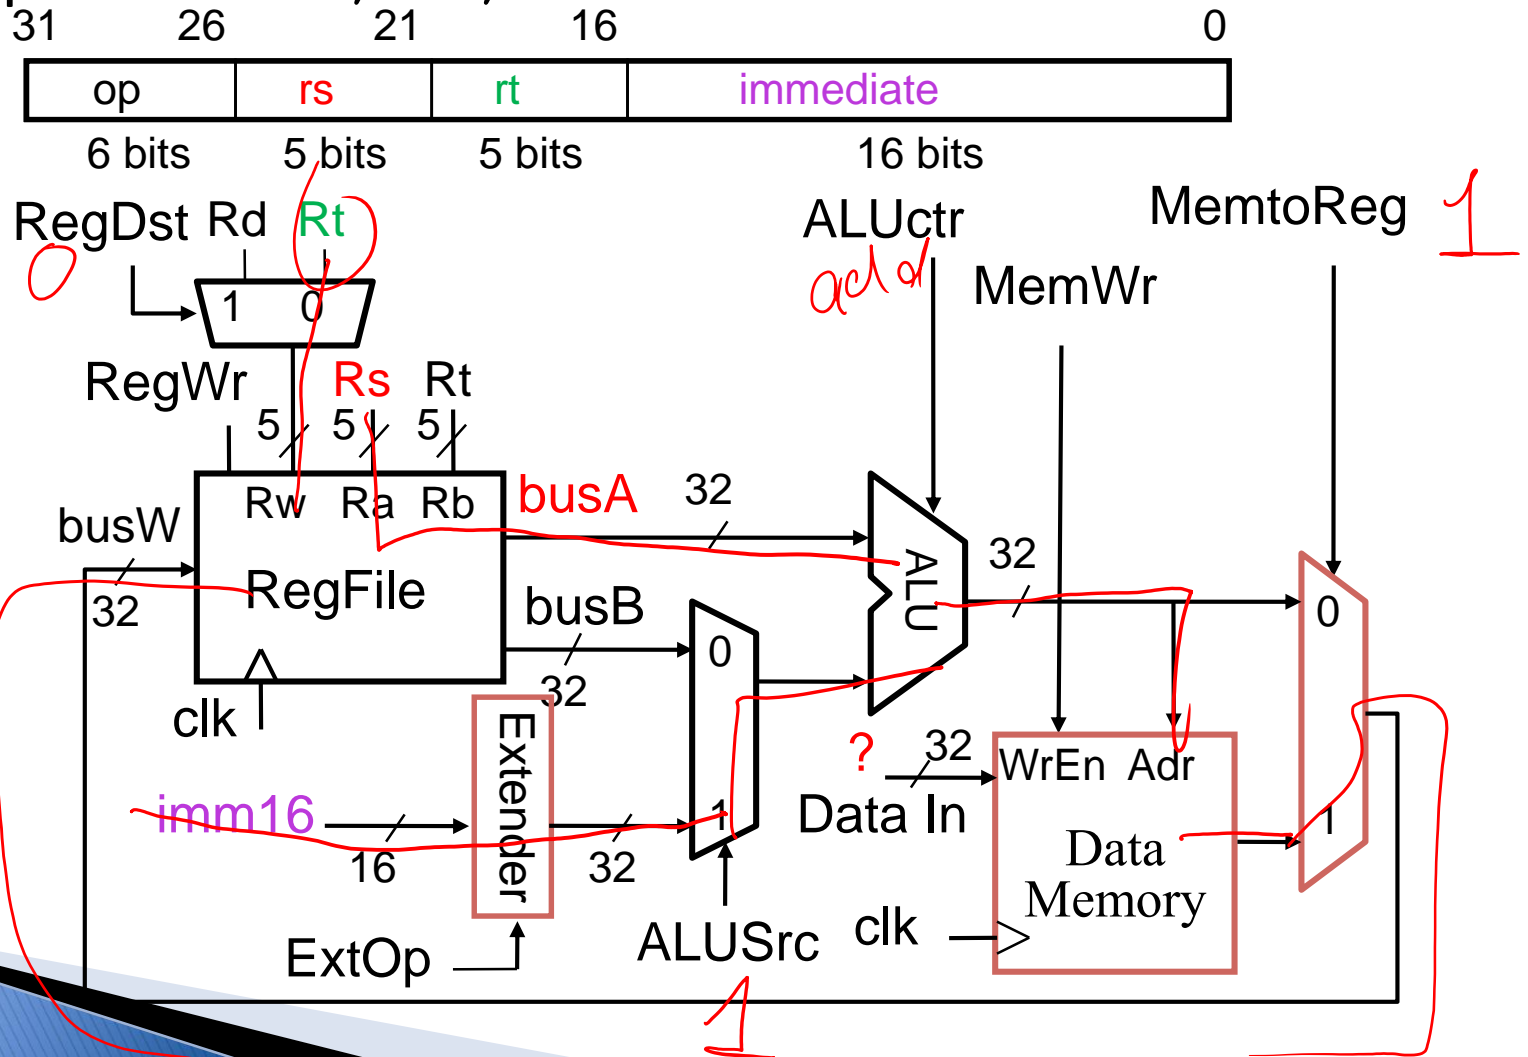 31 26 21 16 0
op rs rt immediate
6 bits 5 bits 5 bits 16 bits
RegDst Rd Rt ALUctr MemtoReg 1
0 add MemWr
1 0
RegWr Rs Rt
5 5 5
Rw Ra Rb busA 32
busW
32 RegFile busB ALU 32
0 0
32
clk
Extender ? 32 WrEn Adr
imm16 1 Data In 1
16 32 Data
Memory
ExtOp ALUSrc clk
1